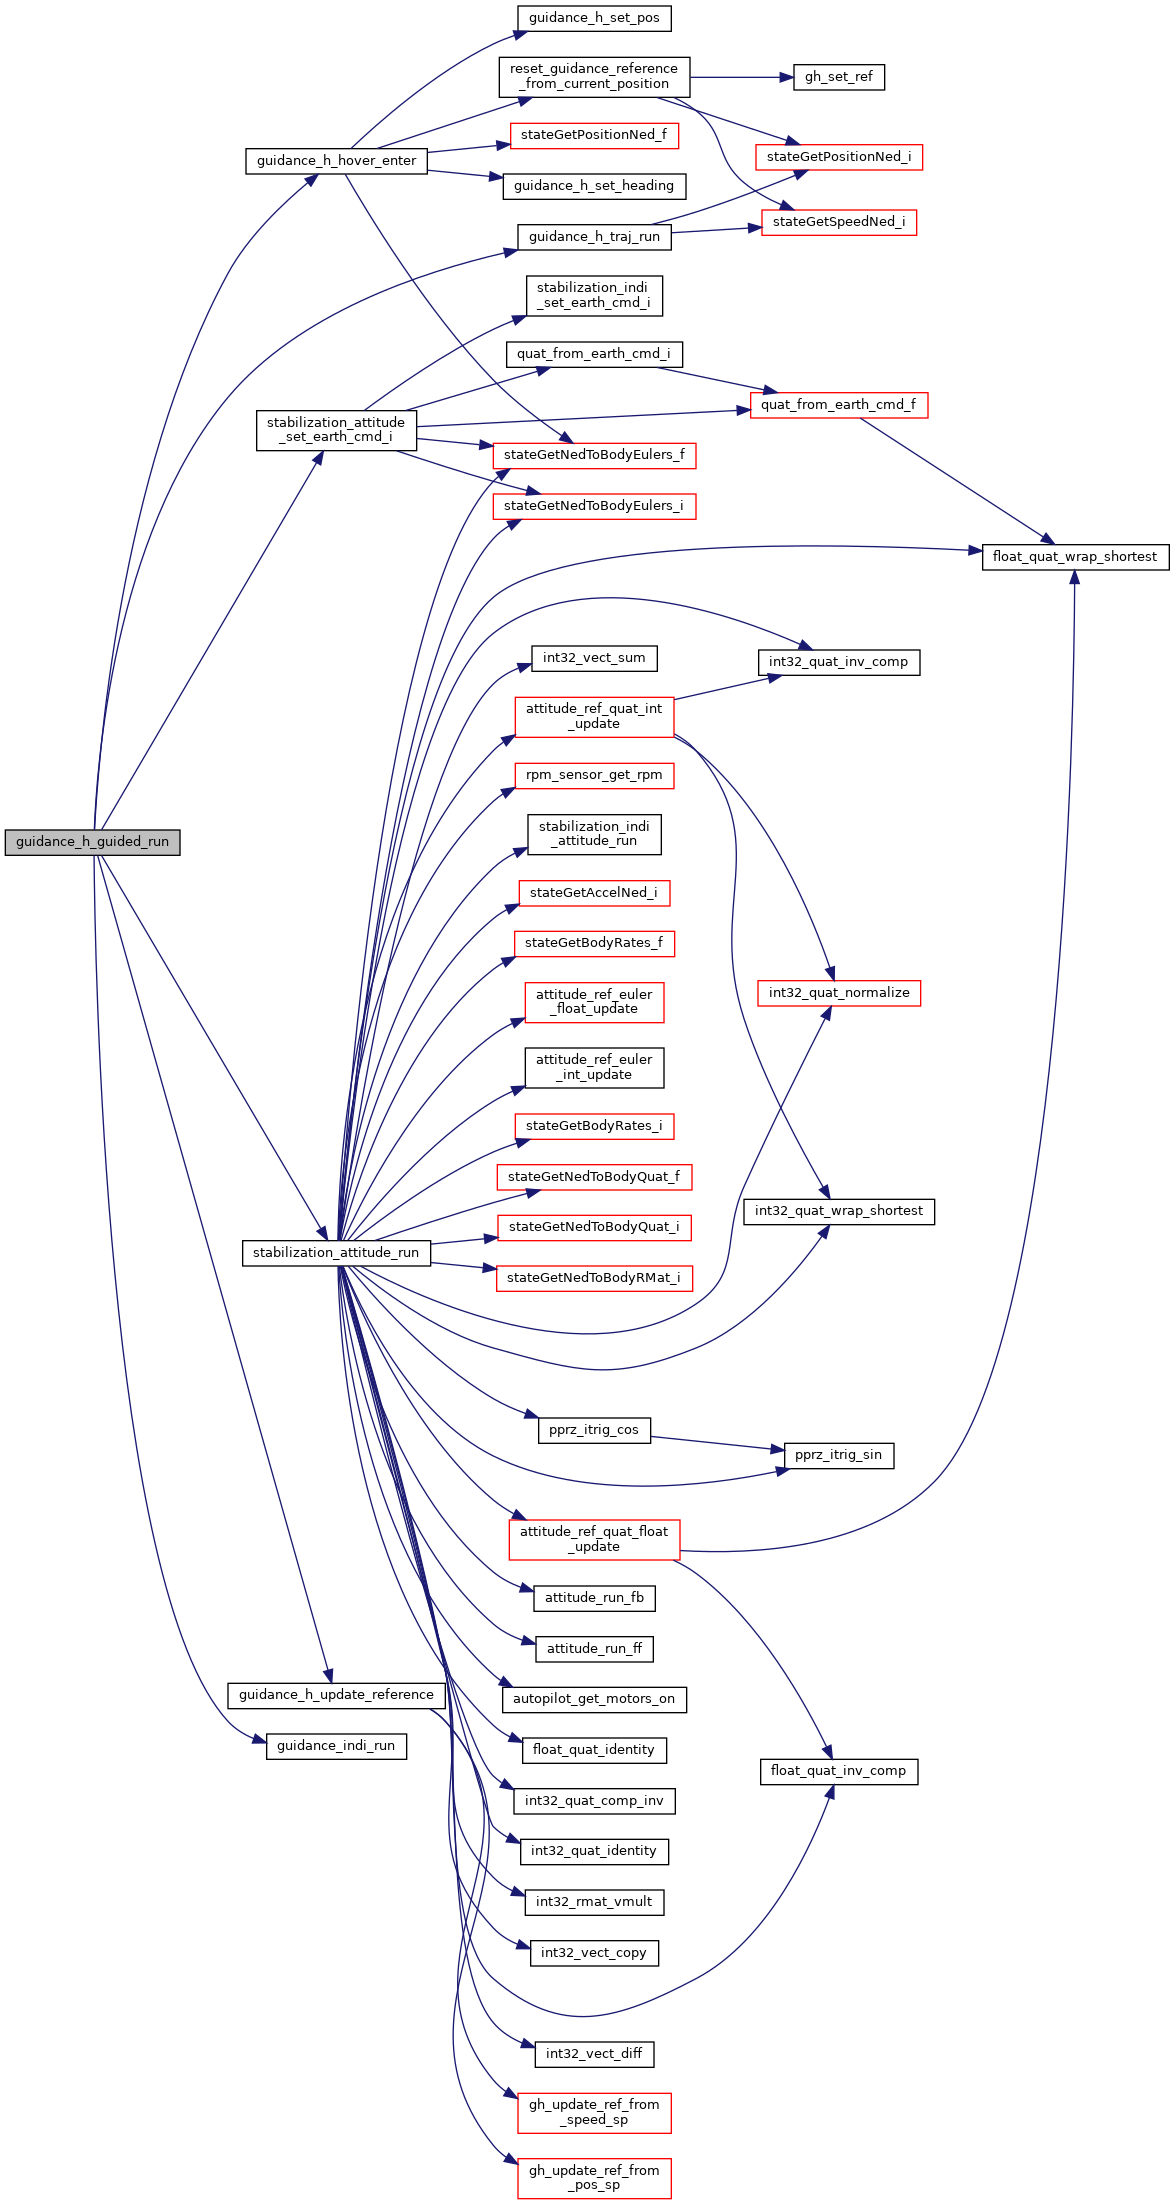 guidance_h_set_pos
reset_guidance_reference
_from_current_position
gh_set_ref
stateGetPositionNed_f
guidance_h_hover_enter
stateGetPositionNed_i
guidance_h_set_heading
stateGetSpeedNed_i
guidance_h_traj_run
stabilization_indi
_set_earth_cmd_i
quat_from_earth_cmd_i
quat_from_earth_cmd_f
stabilization_attitude
_set_earth_cmd_i
stateGetNedToBodyEulers_f
stateGetNedToBodyEulers_i
float_quat_wrap_shortest
int32_vect_sum
int32_quat_inv_comp
attitude_ref_quat_int
_update
rpm_sensor_get_rpm
stabilization_indi
_attitude_run
guidance_h_guided_run
stateGetAccelNed_i
stateGetBodyRates_f
attitude_ref_euler
_float_update
int32_quat_normalize
attitude_ref_euler
_int_update
stateGetBodyRates_i
stateGetNedToBodyQuat_f
int32_quat_wrap_shortest
stateGetNedToBodyQuat_i
stabilization_attitude_run
stateGetNedToBodyRMat_i
pprz_itrig_cos
pprz_itrig_sin
attitude_ref_quat_float
_update
attitude_run_fb
attitude_run_ff
guidance_h_update_reference
autopilot_get_motors_on
guidance_indi_run
float_quat_identity
float_quat_inv_comp
int32_quat_comp_inv
int32_quat_identity
int32_rmat_vmult
int32_vect_copy
int32_vect_diff
gh_update_ref_from
_speed_sp
gh_update_ref_from
_pos_sp